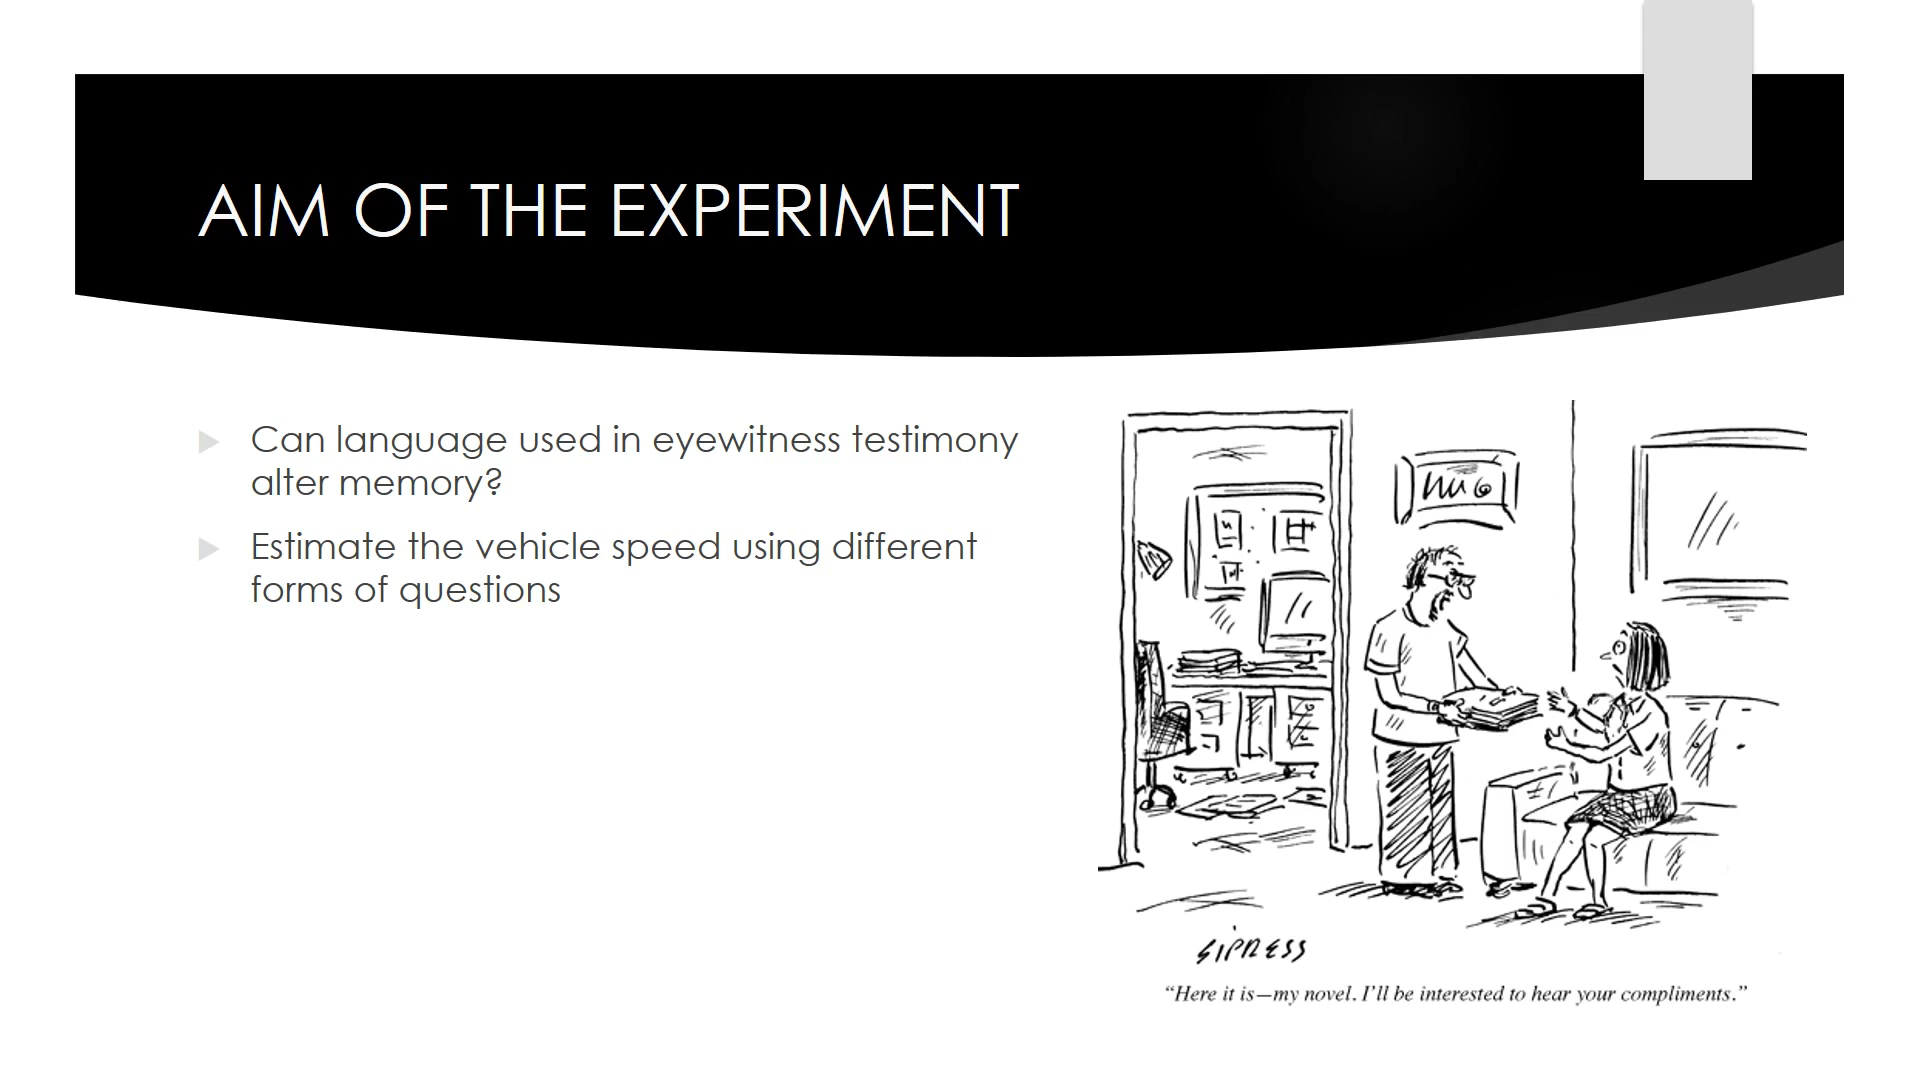 AIM OF THE EXPERIMENT
Can language used in eyewitness testimony
alter memory?
Estimate the vehicle speed using different
forms of questions
SIPRESS
“Here it is—my novel. I’ll be interested to hear your compliments.”